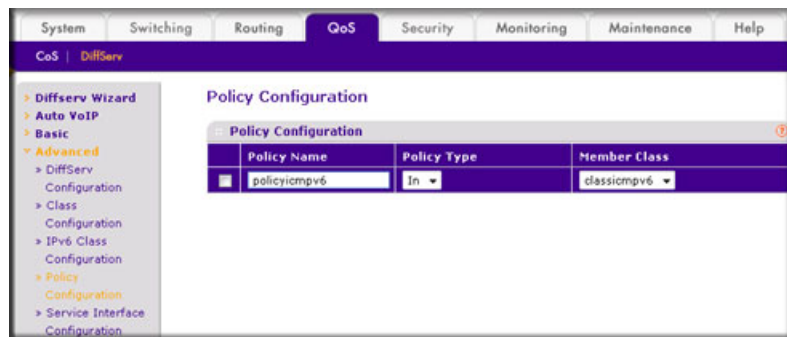 System Switching Routing QoS Security Monitoring Maintenance Help
CoS | DiffServ
> Diffserv Wizard
> Auto VoIP
> Basic
Advanced
» DiffServ
Configuration
» Class
Configuration
» IPv6 Class
Configuration
» Policy
Configuration
» Service Interface
Configuration
Policy Configuration
Policy Configuration ?
Policy Name Policy Type Member Class
policyicmpv6 In classicmpv6